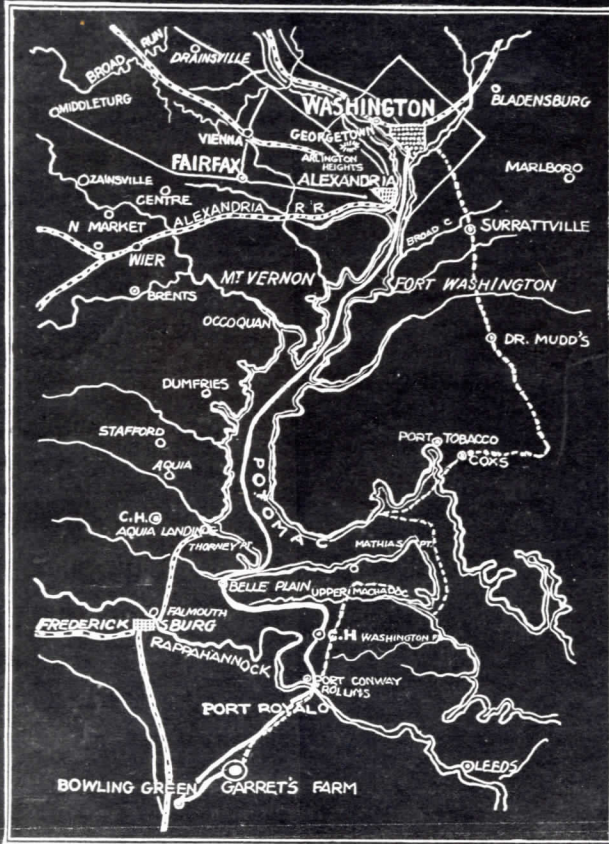 BROAD RUN
DRAINSVILLE
MIDDLETURG
WASHINGTON
BLADENSBURG
VIENNA
GEORGETOWN
ARLINGTON
HEIGHTS
FAIRFAX
ALEXANDRIA
MARLBORO
ZAINSVILLE
CENTRE
ALEXANDRIA R R
N MARKET
BROAD C
SURRATTVILLE
WIER
MT VERNON
FORT WASHINGTON
BRENTS
OCCOQUAN
DR. MUDD'S
DUMFRIES
STAFFORD
PORT TOBACCO
COXS
AQUIA
POTOMAC
C.H.
AQUIA LANDING
THORNEY PT.
MATHIAS PT.
BELLE PLAIN
UPPER MACHADOC
FALMOUTH
FREDERICKSBURG
C.H
WASHINGTON P.
RAPPAHANNOCK
PORT CONWAY
ROLLINS
PORT ROYAL
LEEDS
BOWLING GREEN
GARRET'S FARM